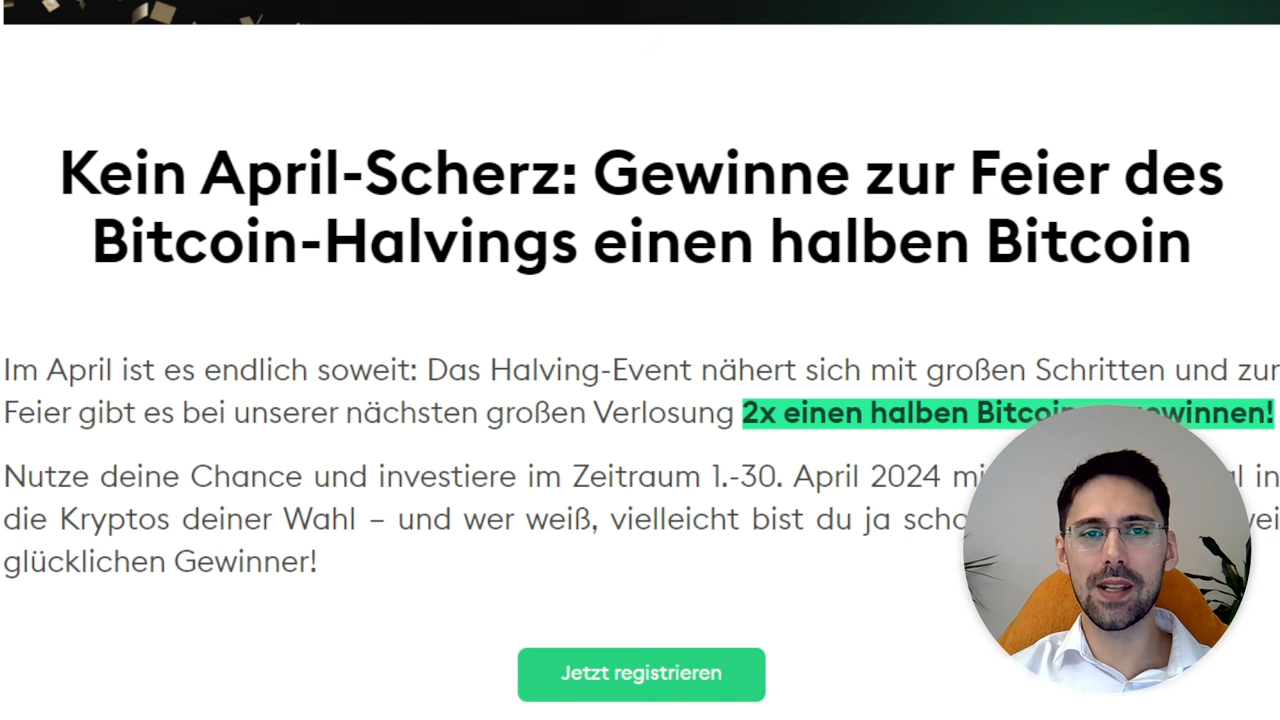 Kein April-Scherz: Gewinne zur Feier des
Bitcoin-Halvings einen halben Bitcoin
Im April ist es endlich soweit: Das Halving-Event nähert sich mit großen Schritten und zur
Feier gibt es bei unserer nächsten großen Verlosung 2x einen halben Bitcoin gewinnen!
Nutze deine Chance und investiere im Zeitraum 1.-30. April 2024 in
die Kryptos deiner Wahl – und wer weiß, vielleicht bist du ja
glücklichen Gewinner!
Jetzt registrieren